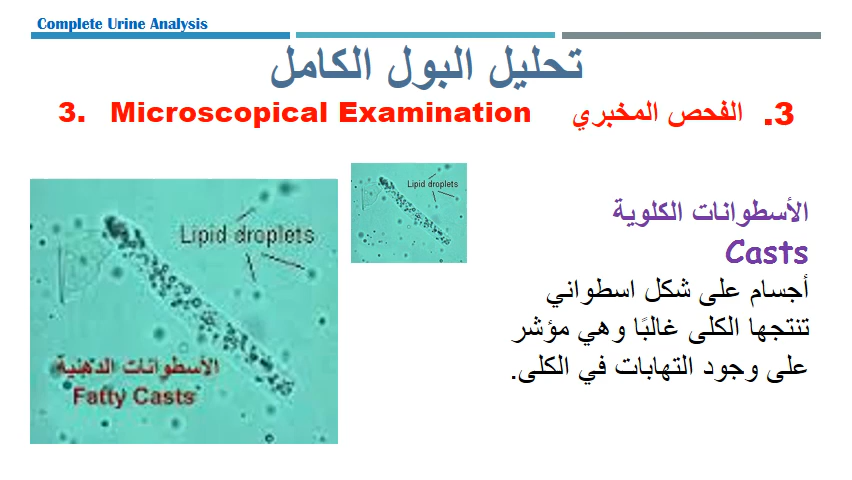 Complete Urine Analysis
تحليل البول الكامل
3. Microscopical Examination
3. الفحص المخبري
Lipid droplets
الأسطوانات الدهنية
Fatty Casts
Lipid droplets
الأسطوانات الكلوية
Casts
أجسام على شكل اسطواني
تنتجها الكلى غالبًا وهي مؤشر
على وجود التهابات في الكلى.